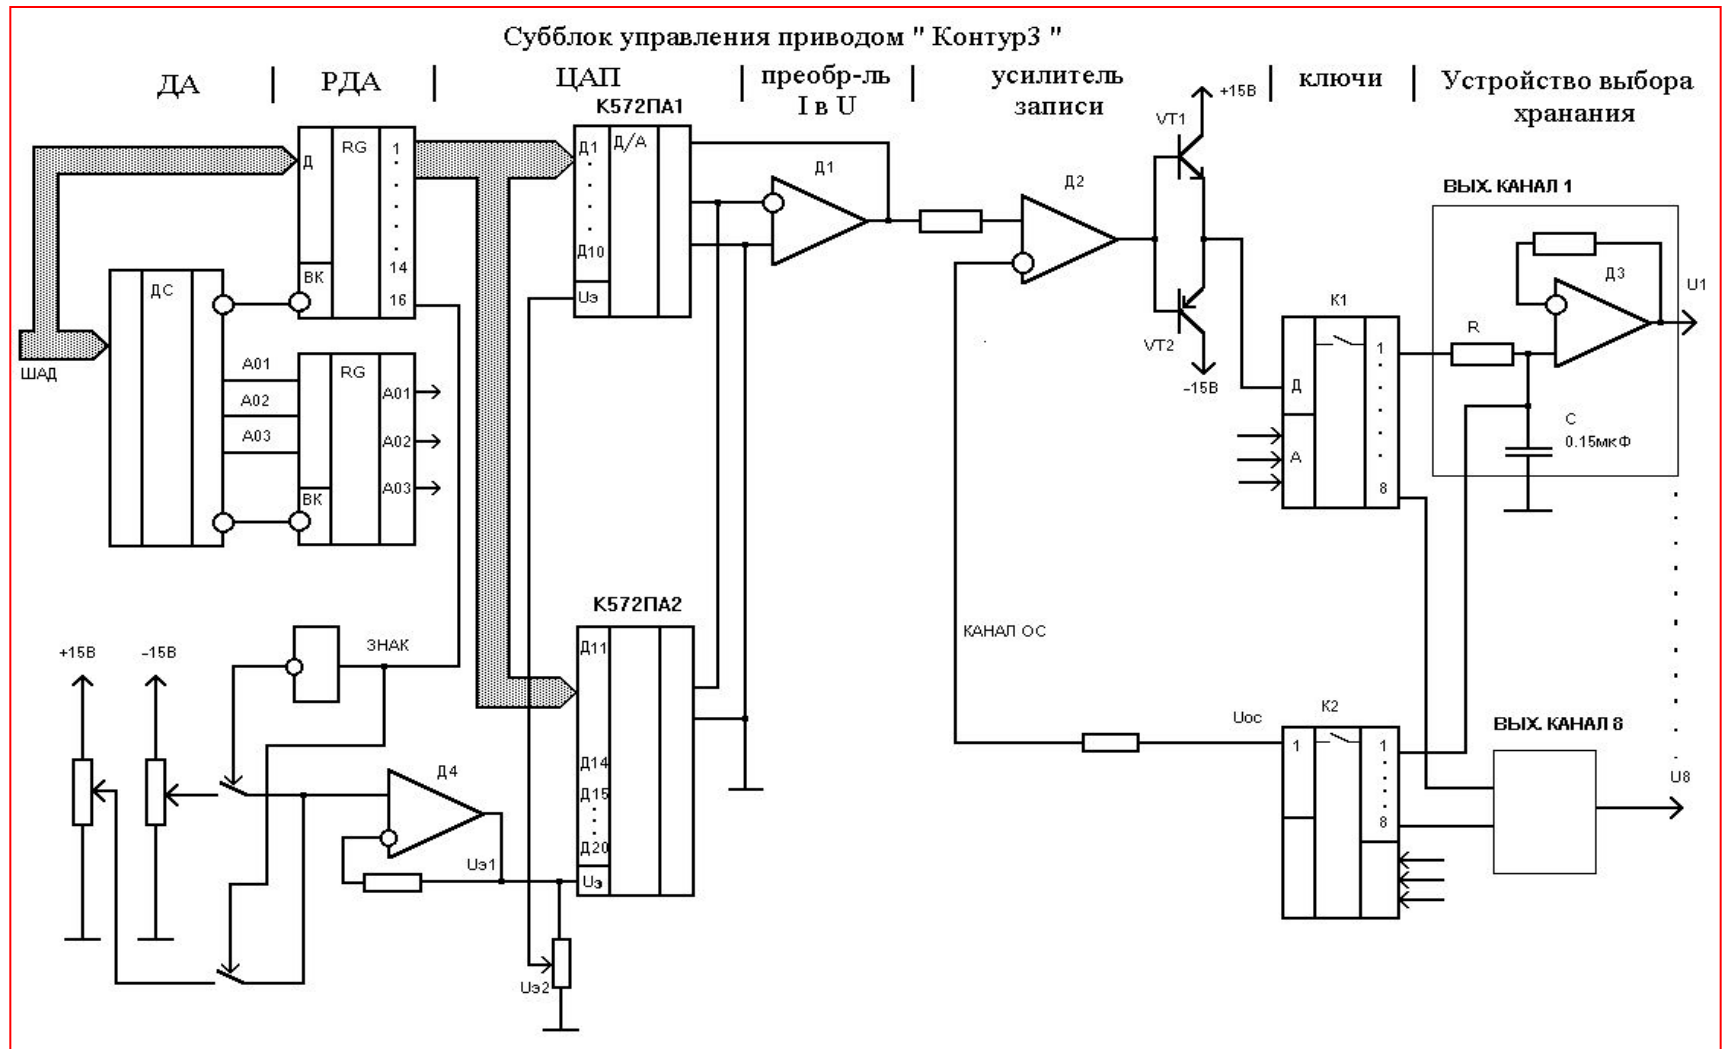 Субблок управления приводом " Контур3 "
ДА
РДА
ЦАП
преобр-ль
I в U
усилитель
записи
ключи
Устройство выбора
хранания
К572ПА1
Д
RG
1
14
16
ВК
Д1
Д/А
Д10
Uэ
Д1
Д2
VT1
+15В
VT2
-15В
ВЫХ. КАНАЛ 1
Д3
U1
R
C
0.15мкФ
К1
Д
А
1
8
ДС
ШАД
А01
А02
А03
RG
ВК
А01
А02
А03
К572ПА2
Д11
Д14
Д15
Д20
Uэ
+15В
-15В
ЗНАК
Д4
Uэ1
Uэ2
КАНАЛ ОС
Uос
К2
1
1
8
ВЫХ. КАНАЛ 8
U8